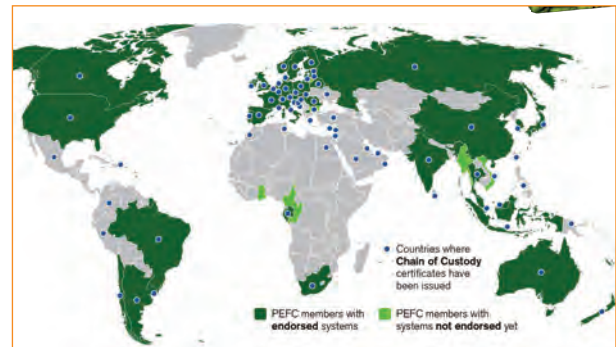 Countries where
Chain of Custody
certificates have
been issued
PEFC members with
endorsed systems
PEFC members with
systems not endorsed yet